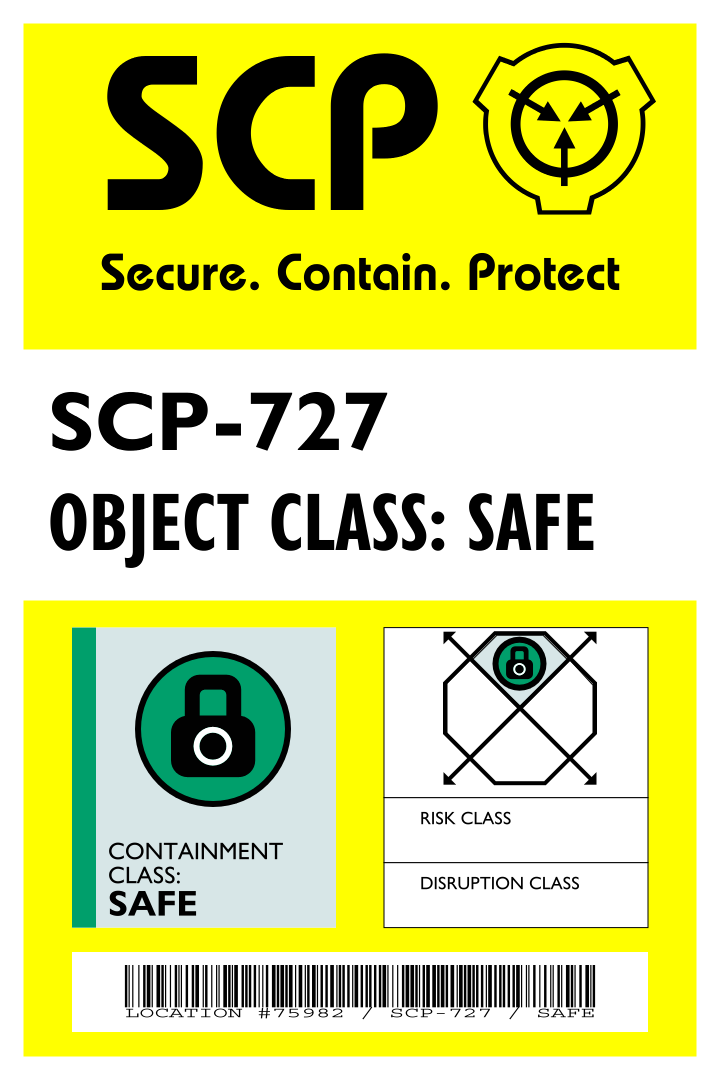 SCP
Secure. Contain. Protect
SCP-727
OBJECT CLASS: SAFE
CONTAINMENT
CLASS:
SAFE
RISK CLASS
DISRUPTION CLASS
LOCATION #75982 / SCP-727 / SAFE